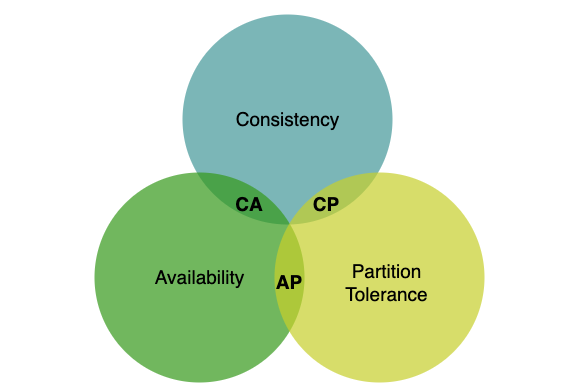 Consistency
CA
CP
Availability
AP
Partition
Tolerance